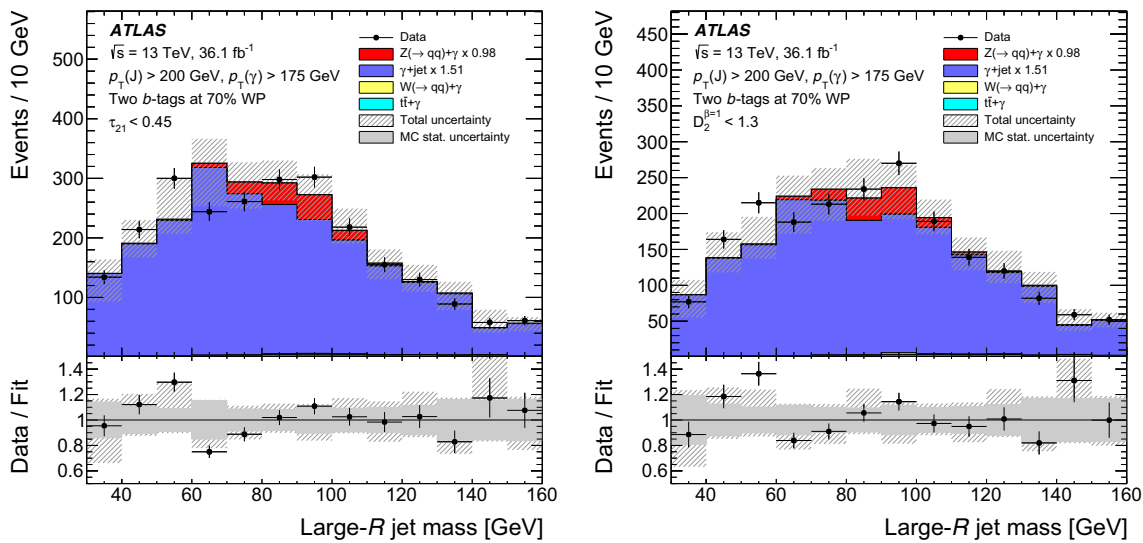 ATLAS
√s = 13 TeV, 36.1 fb⁻¹
p_T(J) > 200 GeV, p_T(γ) > 175 GeV
Two b-tags at 70% WP
τ₂₁ < 0.45
Data
Z(→ qq)+γ x 0.98
γ+jet x 1.51
W(→ qq)+γ
tt̄+γ
Total uncertainty
MC stat. uncertainty
Events / 10 GeV
500
400
300
200
100
Data / Fit
1.4
1.2
1
0.8
0.6
40 60 80 100 120 140 160
Large-R jet mass [GeV]
ATLAS
√s = 13 TeV, 36.1 fb⁻¹
p_T(J) > 200 GeV, p_T(γ) > 175 GeV
Two b-tags at 70% WP
D₂^β=1 < 1.3
Data
Z(→ qq)+γ x 0.98
γ+jet x 1.51
W(→ qq)+γ
tt̄+γ
Total uncertainty
MC stat. uncertainty
Events / 10 GeV
450
400
350
300
250
200
150
100
50
Data / Fit
1.4
1.2
1
0.8
0.6
40 60 80 100 120 140 160
Large-R jet mass [GeV]